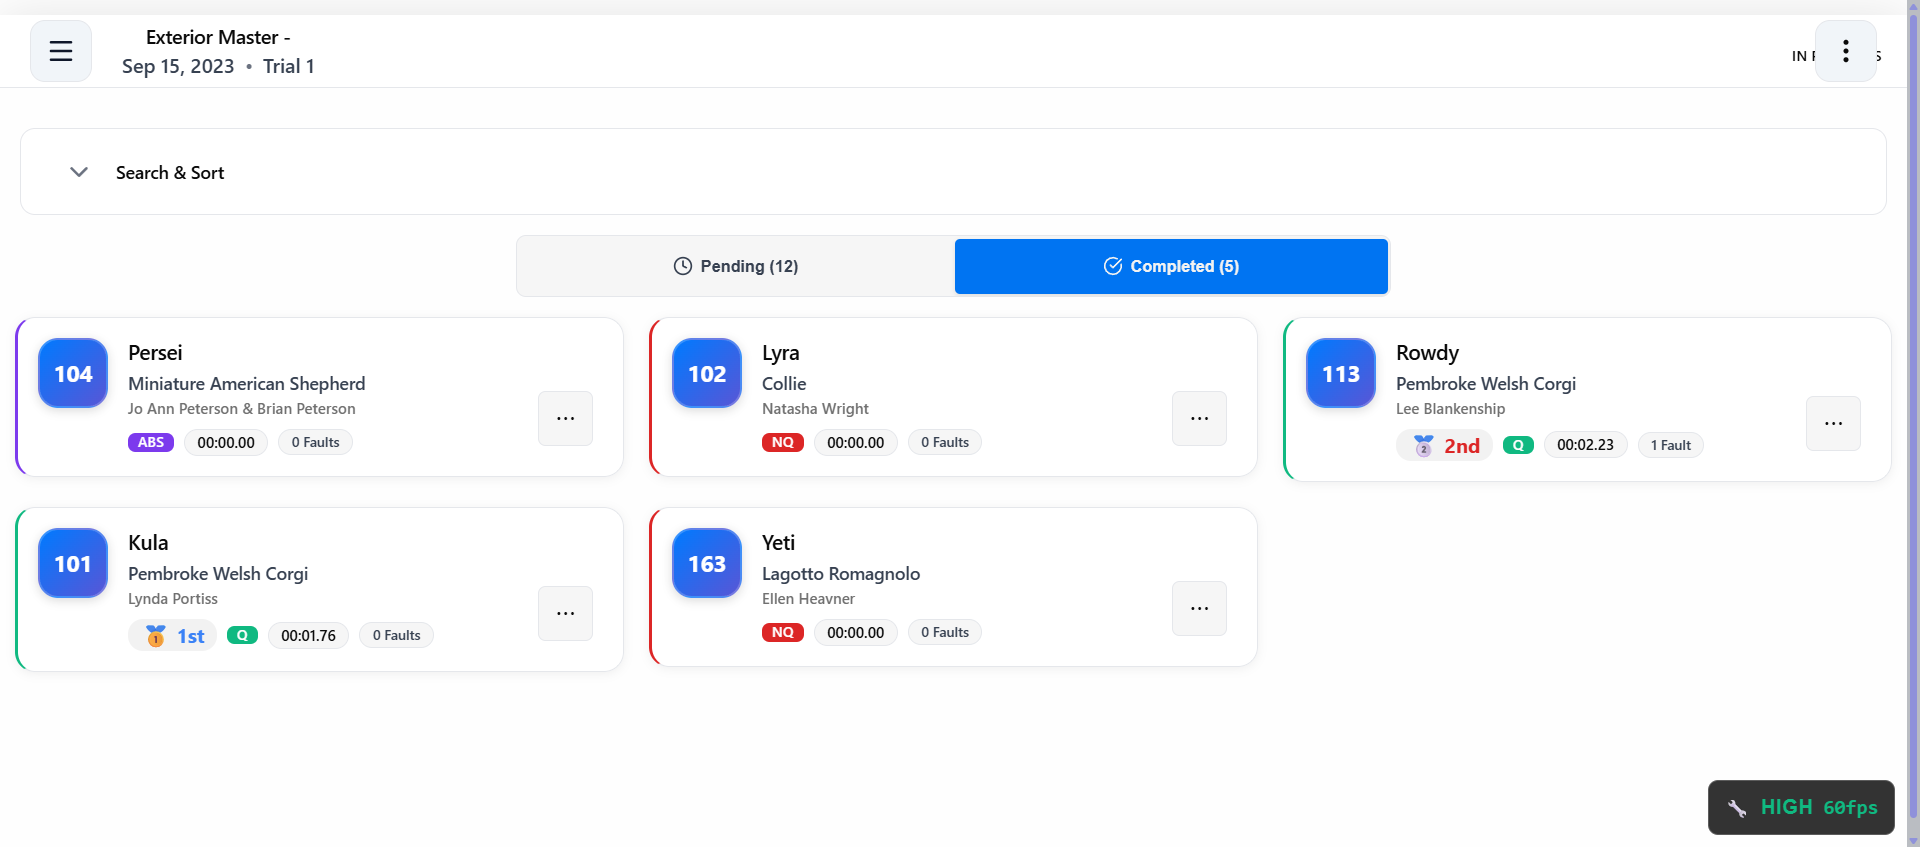 Exterior Master -
Sep 15, 2023 • Trial 1
IN
Search & Sort
Pending (12)
Completed (5)
104
Persei
Miniature American Shepherd
Jo Ann Peterson & Brian Peterson
ABS 00:00.00 0 Faults
...
102
Lyra
Collie
Natasha Wright
NQ 00:00.00 0 Faults
...
113
Rowdy
Pembroke Welsh Corgi
Lee Blankenship
2 2nd Q 00:02.23 1 Fault
...
101
Kula
Pembroke Welsh Corgi
Lynda Portiss
1 1st Q 00:01.76 0 Faults
...
163
Yeti
Lagotto Romagnolo
Ellen Heavner
NQ 00:00.00 0 Faults
...
HIGH 60fps